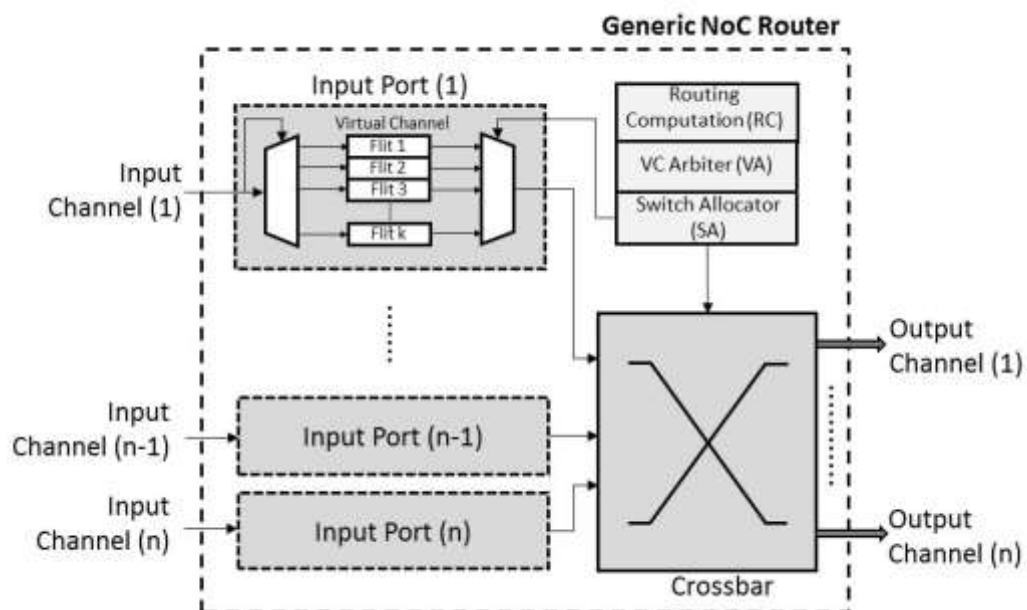 Generic NoC Router
Input Port (1)
Virtual Channel
Flit 1
Flit 2
Flit 3
Flit k
Routing
Computation (RC)
VC Arbiter (VA)
Switch Allocator
(SA)
Input
Channel (1)
Output
Channel (1)
Input
Channel (n-1)
Input Port (n-1)
Input
Channel (n)
Input Port (n)
Output
Channel (n)
Crossbar